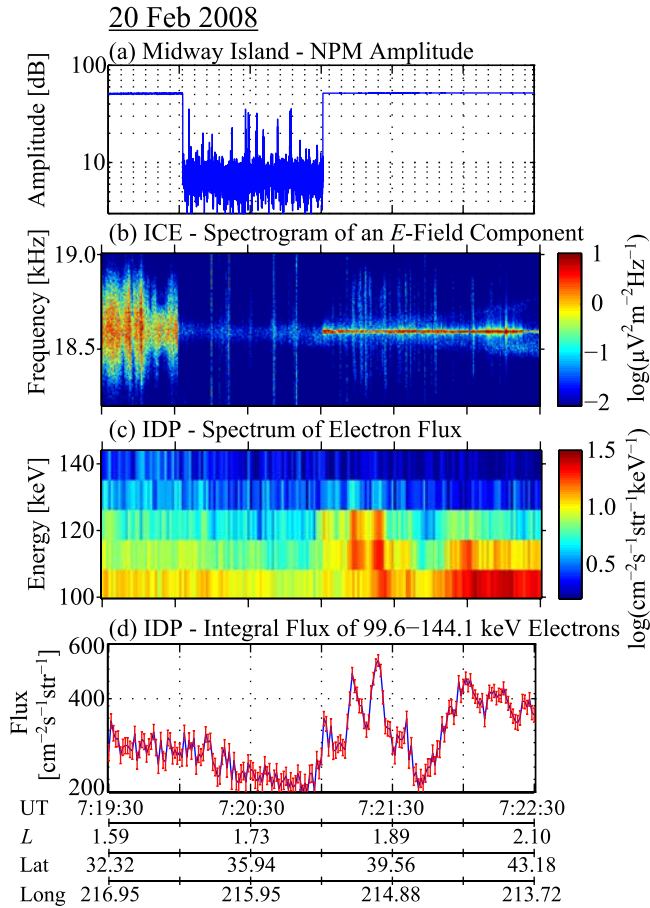 20 Feb 2008
(a) Midway Island - NPM Amplitude
100
10
Amplitude [dB]
(b) ICE - Spectrogram of an E-Field Component
19.0
18.5
Frequency [kHz]
1
0
−1
−2
log(μV²m⁻²Hz⁻¹)
(c) IDP - Spectrum of Electron Flux
140
120
100
Energy [keV]
1.5
1.0
0.5
log(cm⁻²s⁻¹str⁻¹keV⁻¹)
(d) IDP - Integral Flux of 99.6−144.1 keV Electrons
600
400
200
Flux
[cm⁻²s⁻¹str⁻¹]
UT 7:19:30 7:20:30 7:21:30 7:22:30
L 1.59 1.73 1.89 2.10
Lat 32.32 35.94 39.56 43.18
Long 216.95 215.95 214.88 213.72